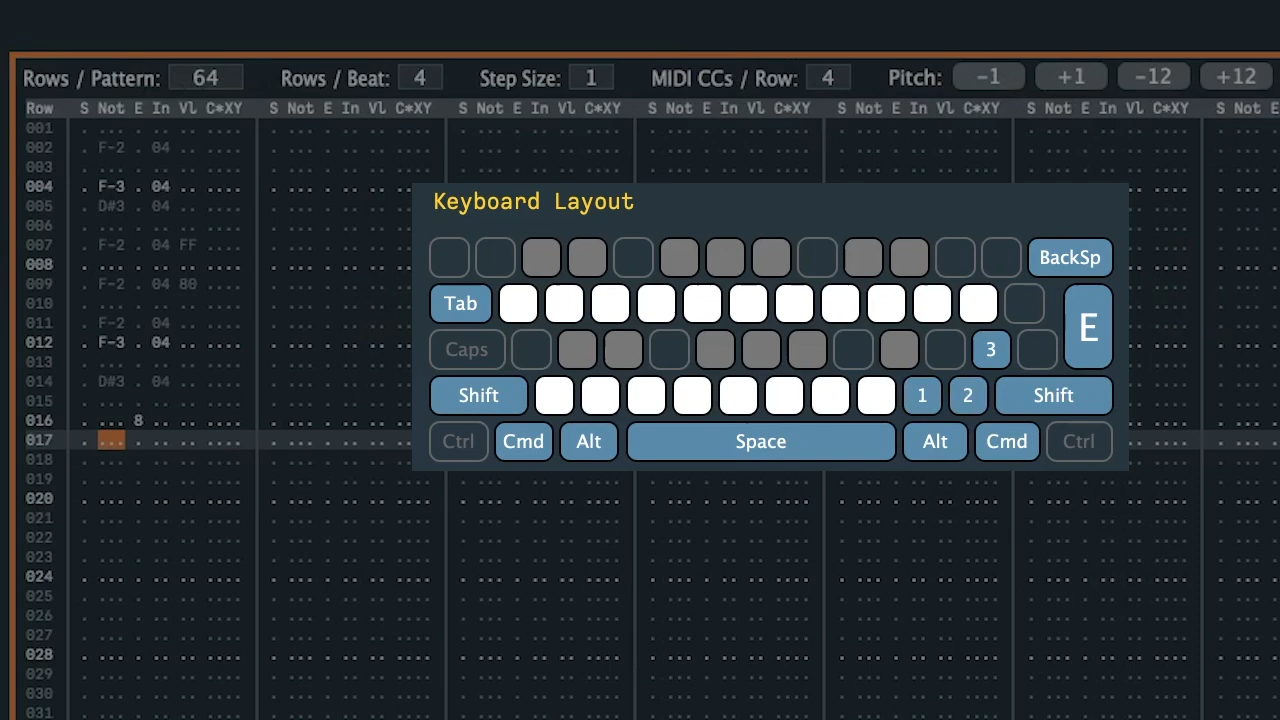 Rows / Pattern: 64 Rows / Beat: 4 Step Size: 1 MIDI CCs / Row: 4 Pitch: -1 +1 -12 +12
Row S Not E In Vl C*XY S Not E In Vl C*XY S Not E In Vl C*XY S Not E In Vl C*XY S Not E In Vl C*XY S Not E In Vl C*XY S Not E
001
002 F-2 . 04
003
004 F-3 . 04
005 D#3 . 04
006
007 F-2 . 04 FF
008
009 F-2 . 04 80
010
011 F-2 . 04
012 F-3 . 04
013
014 D#3 . 04
015
016 ... 8
017
018
019
020
021
022
023
024
025
026
027
028
029
030
031
Keyboard Layout
BackSp
Tab
E
Caps 3
Shift 1 2 Shift
Ctrl Cmd Alt Space Alt Cmd Ctrl